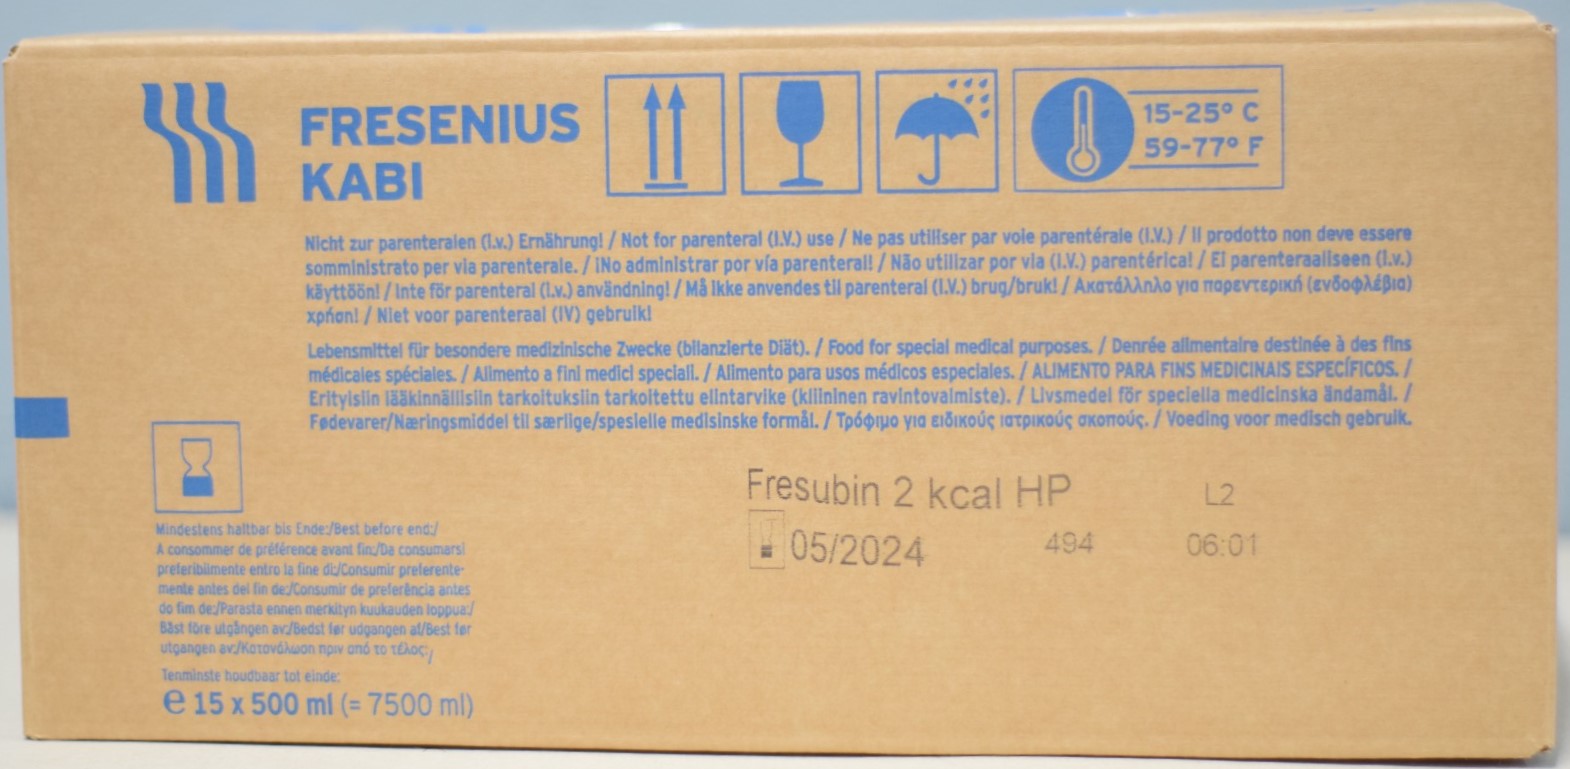 FRESENIUS
KABI
15-25° C
59-77° F
Nicht zur parenteralen (i.v.) Ernährung! / Not for parenteral (I.V.) use / Ne pas utiliser par voie parentérale (I.V.) / Il prodotto non deve essere
somministrato per via parenterale. / ¡No administrar por vía parenteral! / Não utilizar por via (I.V.) parentérica! / Ei parenteraaliseen (i.v.)
käyttöön! / Inte för parenteral (i.v.) användning! / Må ikke anvendes til parenteral (I.V.) brug/bruk! / Ακατάλληλο για παρεντερική (ενδοφλέβια)
χρήση! / Niet voor parenteraal (IV) gebruik!
Lebensmittel für besondere medizinische Zwecke (bilanzierte Diät). / Food for special medical purposes. / Denrée alimentaire destinée à des fins
médicales spéciales. / Alimento a fini medici speciali. / Alimento para usos médicos especiales. / ALIMENTO PARA FINS MEDICINAIS ESPECÍFICOS. /
Erityisiin lääkinnällisiin tarkoituksiin tarkoitettu elintarvike (kliininen ravintovalmiste). / Livsmedel för speciella medicinska ändamål. /
Fødevarer/Næringsmiddel til særlige/spesielle medisinske formål. / Τρόφιμο για ειδικούς ιατρικούς σκοπούς. / Voeding voor medisch gebruik.
Fresubin 2 kcal HP L2
05/2024 494 06:01
Mindestens haltbar bis Ende:/Best before end:/
A consommer de préférence avant fin:/Da consumarsi
preferibilmente entro la fine di:/Consumir preferente-
mente antes del fin de:/Consumir de preferência antes
do fim de:/Parasta ennen merkityn kuukauden loppua:/
Bäst före utgången av:/Bedst før udgangen af/Best før
utgangen av:/Κατανάλωση πριν από το τέλος:/
Tenminste houdbaar tot einde:
℮ 15 x 500 ml (= 7500 ml)